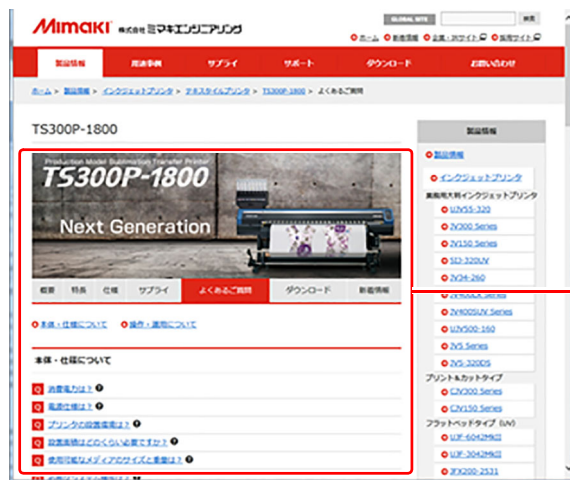 Mimaki 株式会社 ミマキエンジニアリング
GLOBAL SITE 検索
ホーム 新着情報 企業・IRサイト 採用サイト
製品情報 用途事例 サプライ サポート ダウンロード お問い合わせ
ホーム > 製品情報 > インクジェットプリンタ > テキスタイルプリンタ > TS300P-1800 > よくあるご質問
TS300P-1800
Production Model Sublimation Transfer Printer
TS300P-1800
Next Generation
概要 特長 仕様 サプライ よくあるご質問 ダウンロード 新着情報
本体・仕様について 操作・運用について
本体・仕様について
Q 消費電力は?
Q 電源仕様は?
Q プリンタの設置環境は?
Q 設置面積はどのくらい必要ですか?
Q 使用可能なメディアのサイズと重量は?
製品情報
製品情報
インクジェットプリンタ
業務用大判インクジェットプリンタ
UJV55-320
JV300 Series
JV150 Series
SIJ-320UV
JV34-260
JV400LX Series
JV400SUV Series
UJV500-160
JV5 Series
JV5-320DS
プリント&カットタイプ
CJV300 Series
CJV150 Series
フラットベッドタイプ (UV)
UJF-6042MkII
UJF-3042MkII
JFX200-2531